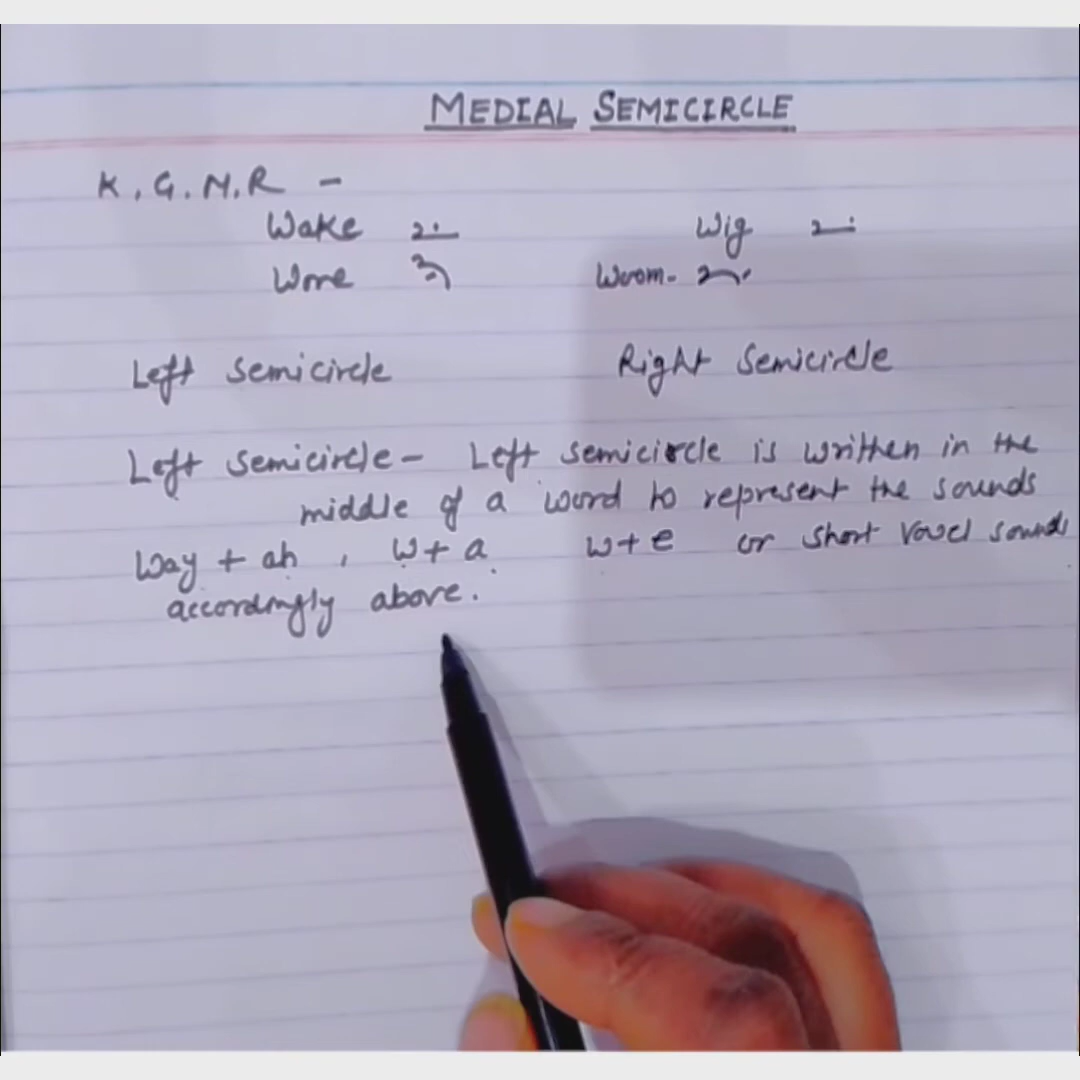 MEDIAL SEMICIRCLE
K, G. M. R -
Wake Wig
Wore Woom-
Left semicircle Right Semicircle
Left semicircle - Left semicircle is written in the
middle of a word to represent the sounds
Way + ah , w + a w + e or short vowel sounds
accordingly above.